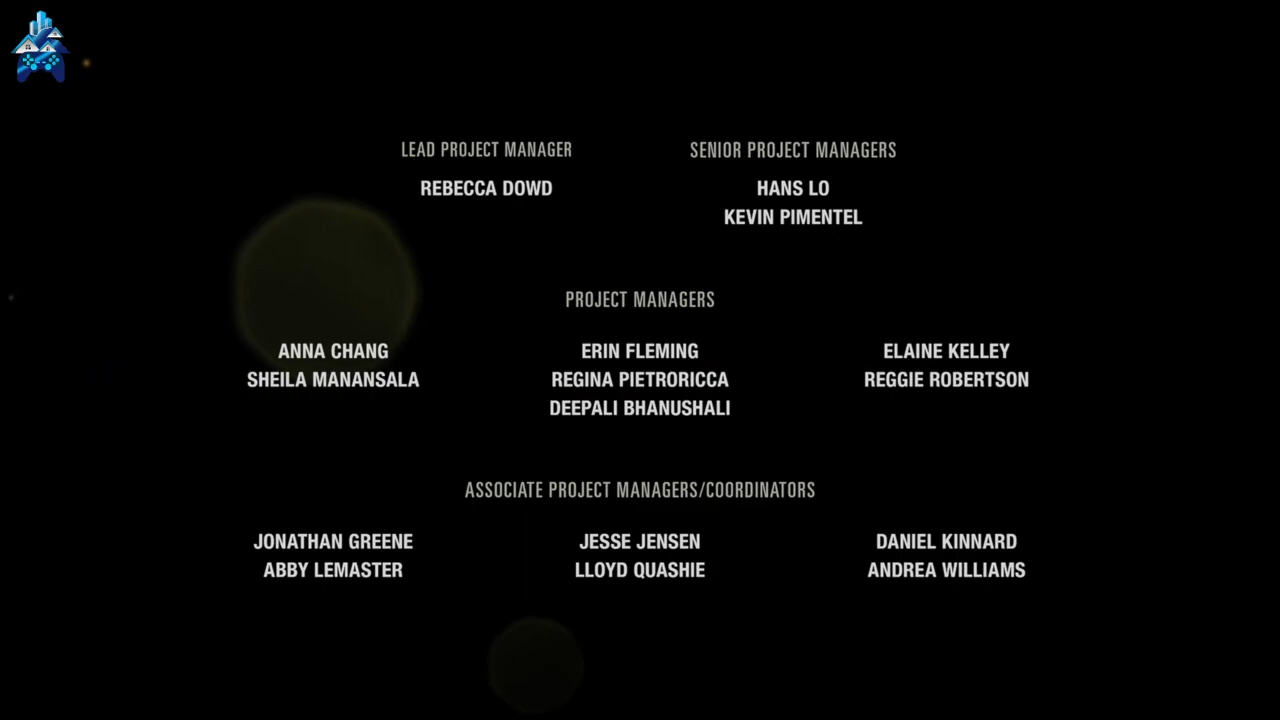 LEAD PROJECT MANAGER
REBECCA DOWD
SENIOR PROJECT MANAGERS
HANS LO
KEVIN PIMENTEL
PROJECT MANAGERS
ANNA CHANG
SHEILA MANANSALA
ERIN FLEMING
REGINA PIETRORICCA
DEEPALI BHANUSHALI
ELAINE KELLEY
REGGIE ROBERTSON
ASSOCIATE PROJECT MANAGERS/COORDINATORS
JONATHAN GREENE
ABBY LEMASTER
JESSE JENSEN
LLOYD QUASHIE
DANIEL KINNARD
ANDREA WILLIAMS